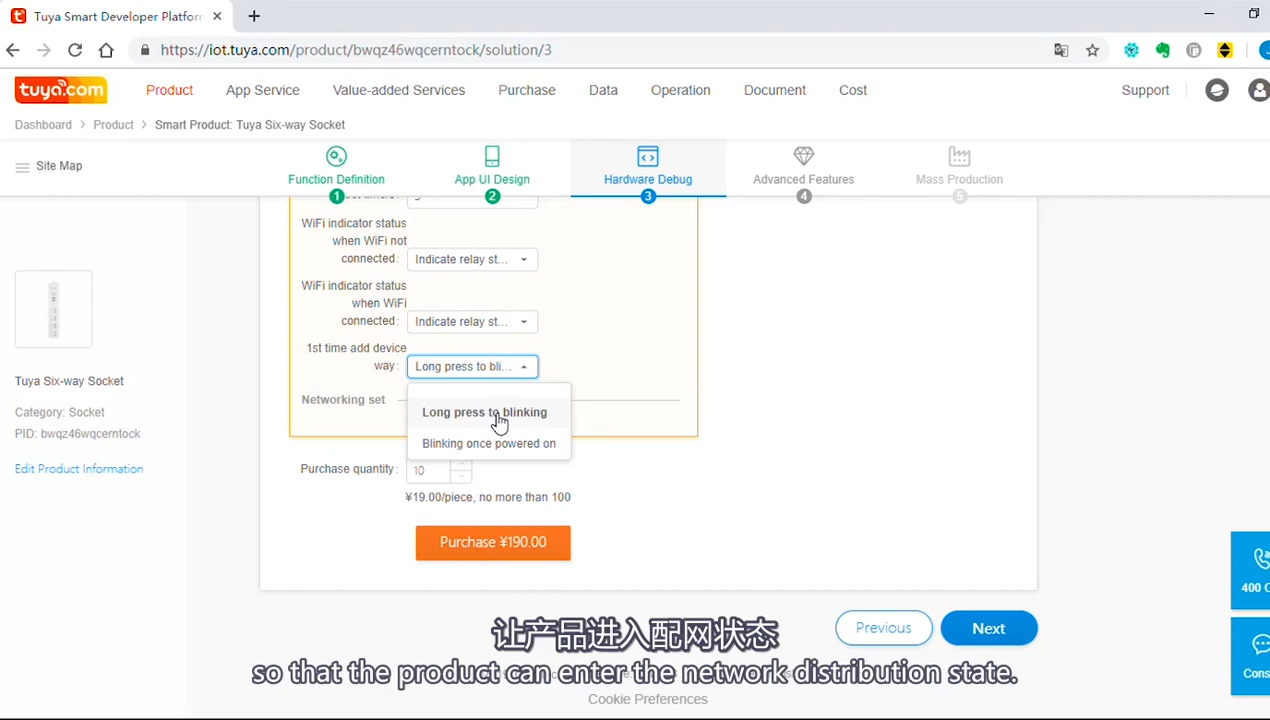 Tuya Smart Developer Platforr
https://iot.tuya.com/product/bwqz46wqcerntock/solution/3
tuya.com
Product
App Service
Value-added Services
Purchase
Data
Operation
Document
Cost
Support
Dashboard > Product > Smart Product: Tuya Six-way Socket
Site Map
Function Definition
App UI Design
Hardware Debug
Advanced Features
Mass Production
1
2
3
4
5
WiFi indicator status
when WiFi not
connected: Indicate relay st...
WiFi indicator status
when WiFi
connected: Indicate relay st...
1st time add device
way: Long press to bli...
Networking set
Long press to blinking
Blinking once powered on
Tuya Six-way Socket
Category: Socket
PID: bwqz46wqcerntock
Edit Product Information
Purchase quantity: 10
¥19.00/piece, no more than 100
Purchase ¥190.00
400 C
Cons
Previous
Next
让产品进入配网状态
so that the product can enter the network distribution state.
Cookie Preferences